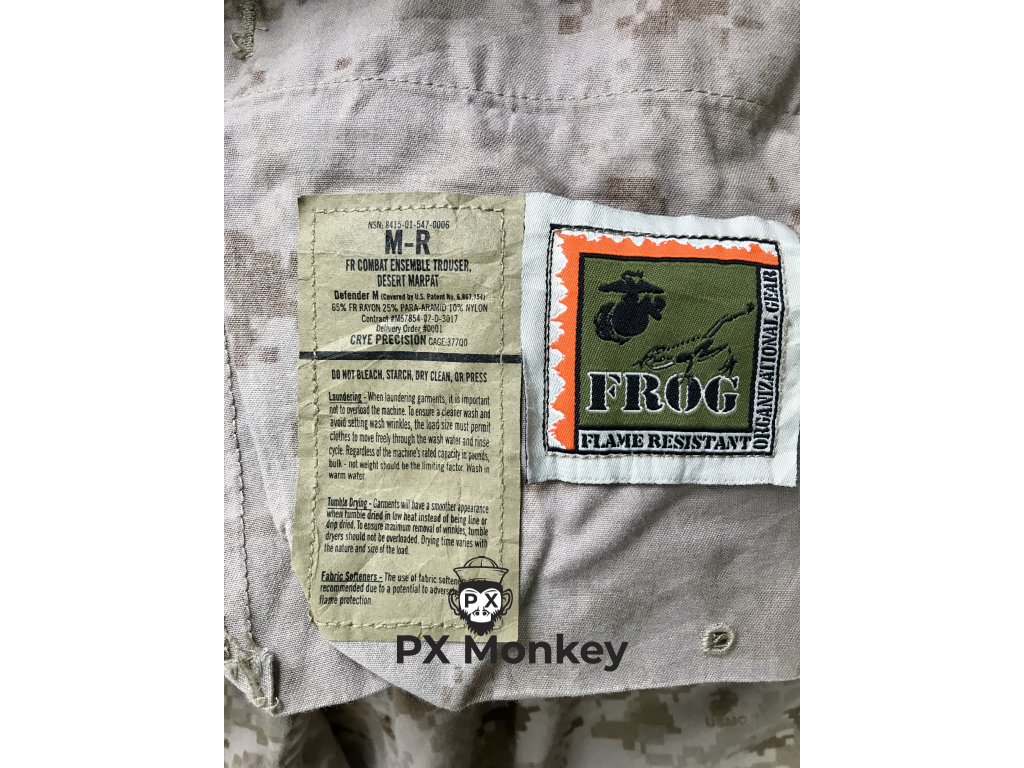 NSN: 8415-01-547-0006
M-R
FR COMBAT ENSEMBLE TROUSER,
DESERT MARPAT
Defender M (Covered by U.S. Patent No. 6,867,154)
65% FR RAYON 25% PARA-ARAMID 10% NYLON
Contract #M67854-07-D-3017
Delivery Order #0001
CRYE PRECISION CAGE:377D0
DO NOT BLEACH, STARCH, DRY CLEAN, OR PRESS
Laundering - When laundering garments, it is important
not to overload the machine. To ensure a cleaner wash and
avoid setting wash wrinkles, the load size must permit
clothes to move freely through the wash water and rinse
cycle. Regardless of the machine's rated capacity in pounds,
bulk - not weight should be the limiting factor. Wash in
warm water.
Tumble Drying - Garments will have a smoother appearance
when tumble dried in low heat instead of being line or
drip dried. To ensure maximum removal of wrinkles, tumble
dryers should not be overloaded. Drying time varies with
the nature and size of the load.
Fabric Softeners - The use of fabric
recommended due to a potential to
flame protection.
FROG
FLAME RESISTANT
ORGANIZATIONAL GEAR
PX
PX Monkey
USMC